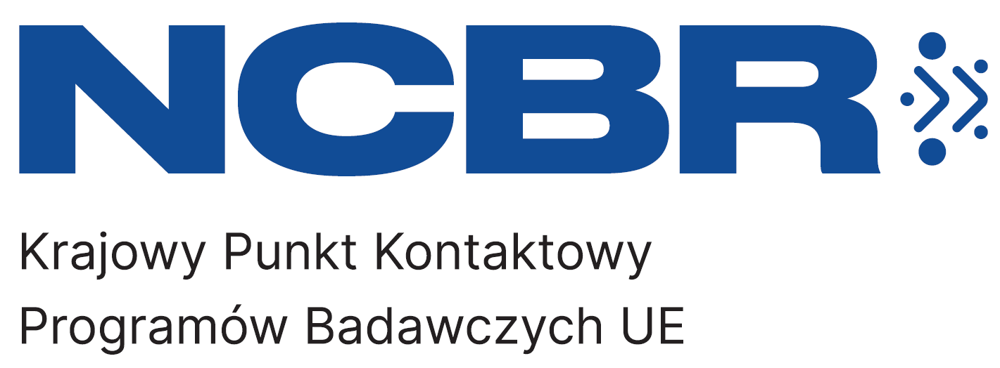 NCBR
Krajowy Punkt Kontaktowy
Programów Badawczych UE